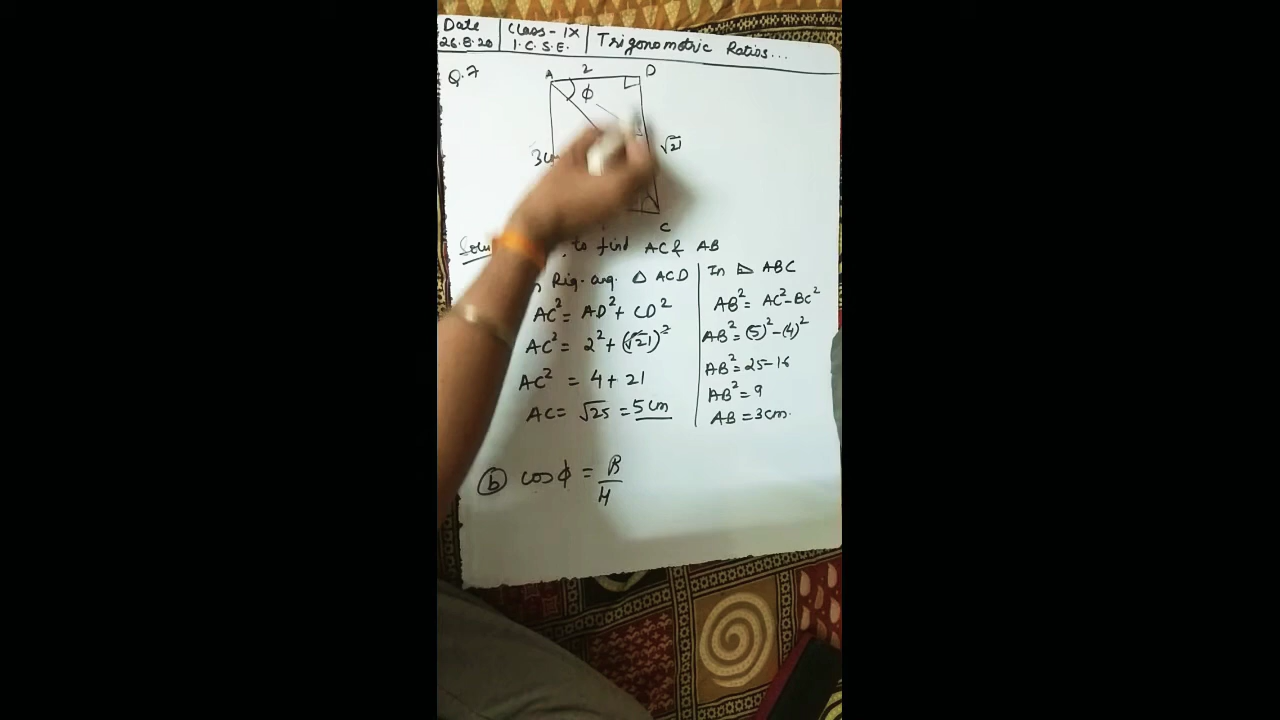 Date
26.8.20
Class - IX
I.C.S.E.
Trigonometric Ratios...
Q.7
A 2 D
ϕ
√21
3
C
to find AC & AB
Rig. ang. △ ACD
AC² = AD² + CD²
AC² = 2² + (√21)²
AC² = 4 + 21
AC = √25 = 5 cm
In ABC
AB² = AC² - BC²
AB² = (5)² - (4)²
AB² = 25 - 16
AB² = 9
AB = 3 cm.
(b) cos ϕ = B/H